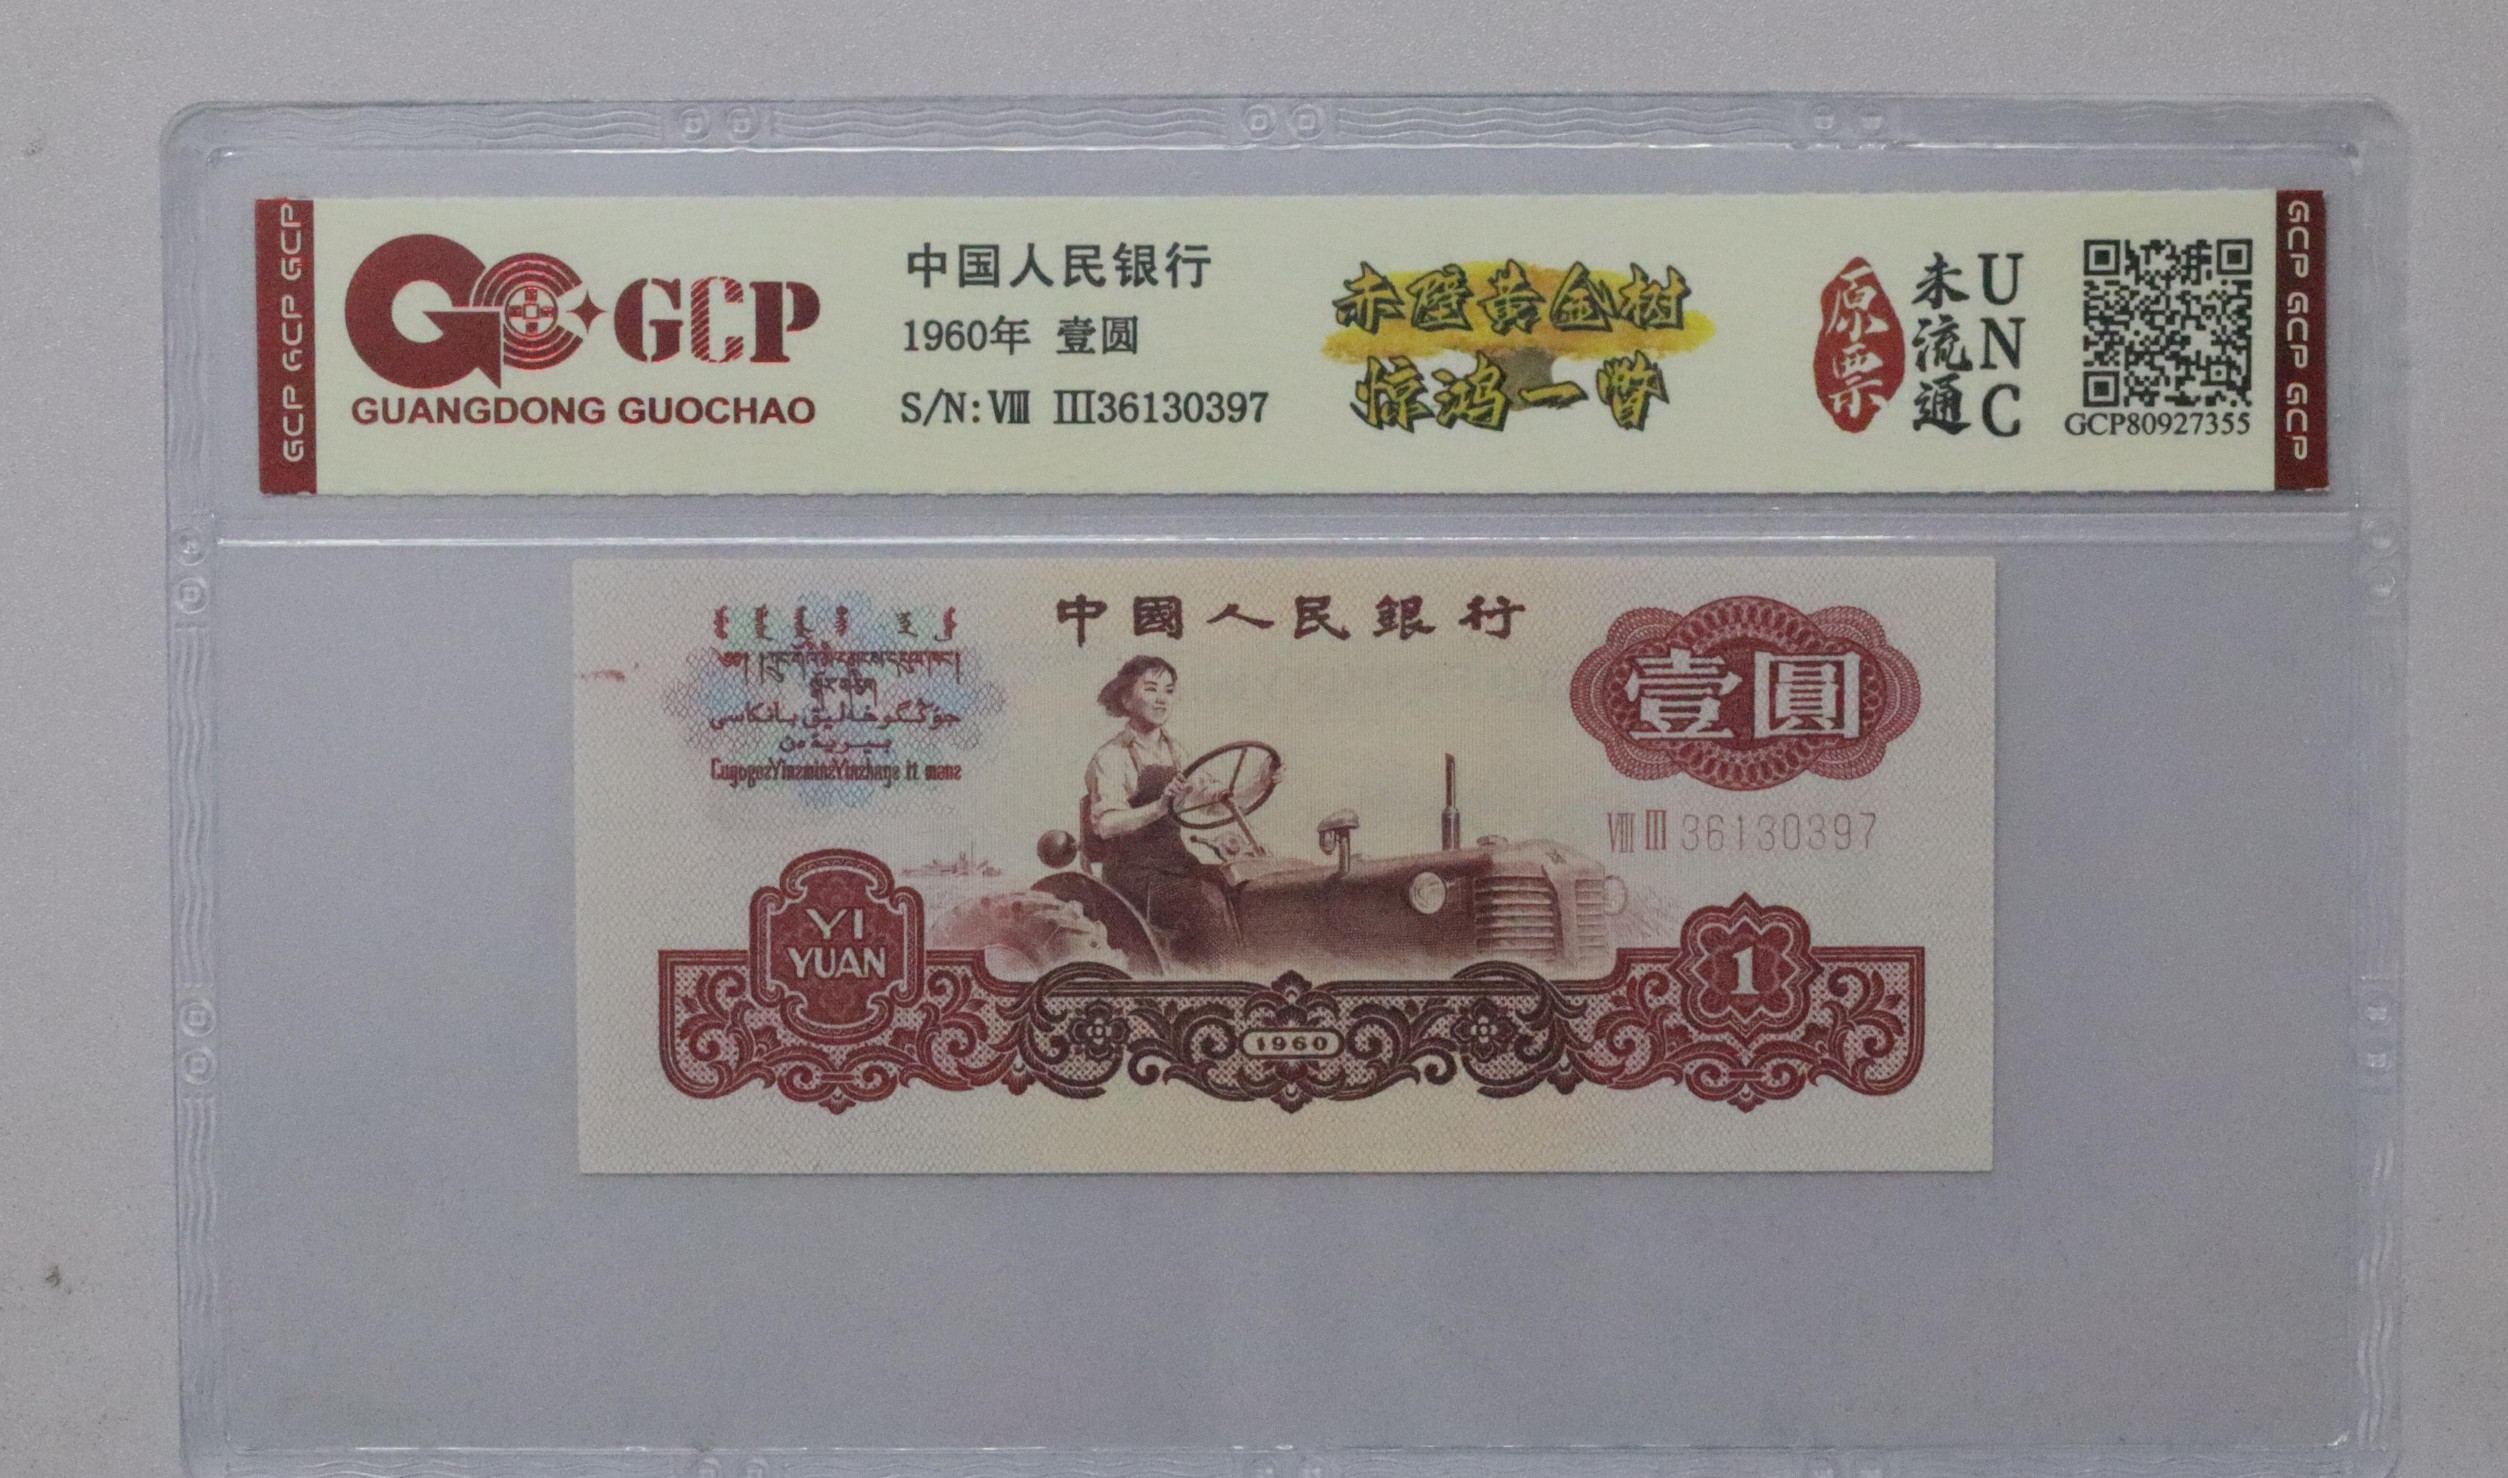 GCP GCP GCP
GCP
GUANGDONG GUOCHAO
中国人民银行
1960年 壹圆
S/N: Ⅷ Ⅲ36130397
赤壁黄金树
惊鸿一瞥
原票
未流通
UNC
GCP80927355
GCP GCP GCP
中國人民銀行
壹圓
Ⅷ Ⅲ 36130397
YI
YUAN
1
1960